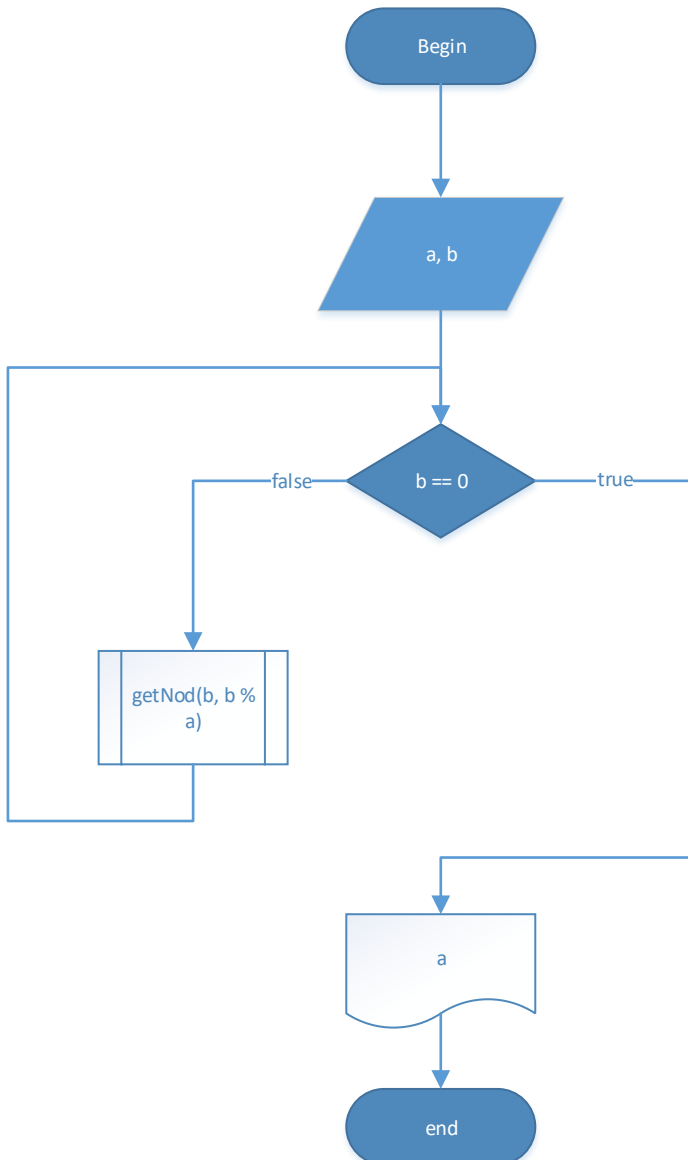 Begin
a, b
false
b == 0
true
getNod(b, b %
a)
a
end